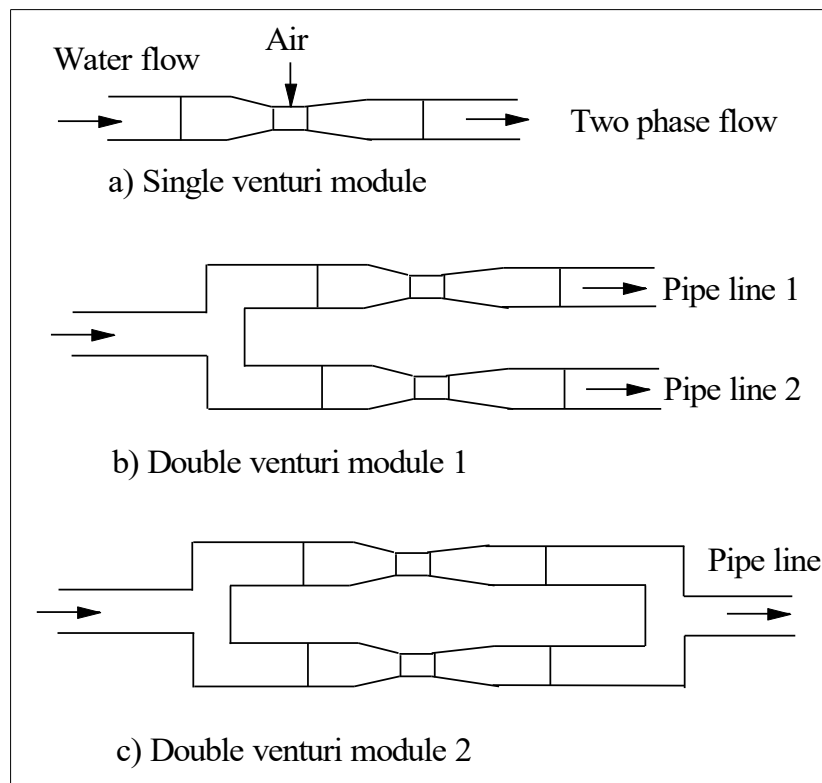 Air
Water flow
Two phase flow
a) Single venturi module
Pipe line 1
Pipe line 2
b) Double venturi module 1
Pipe line
c) Double venturi module 2